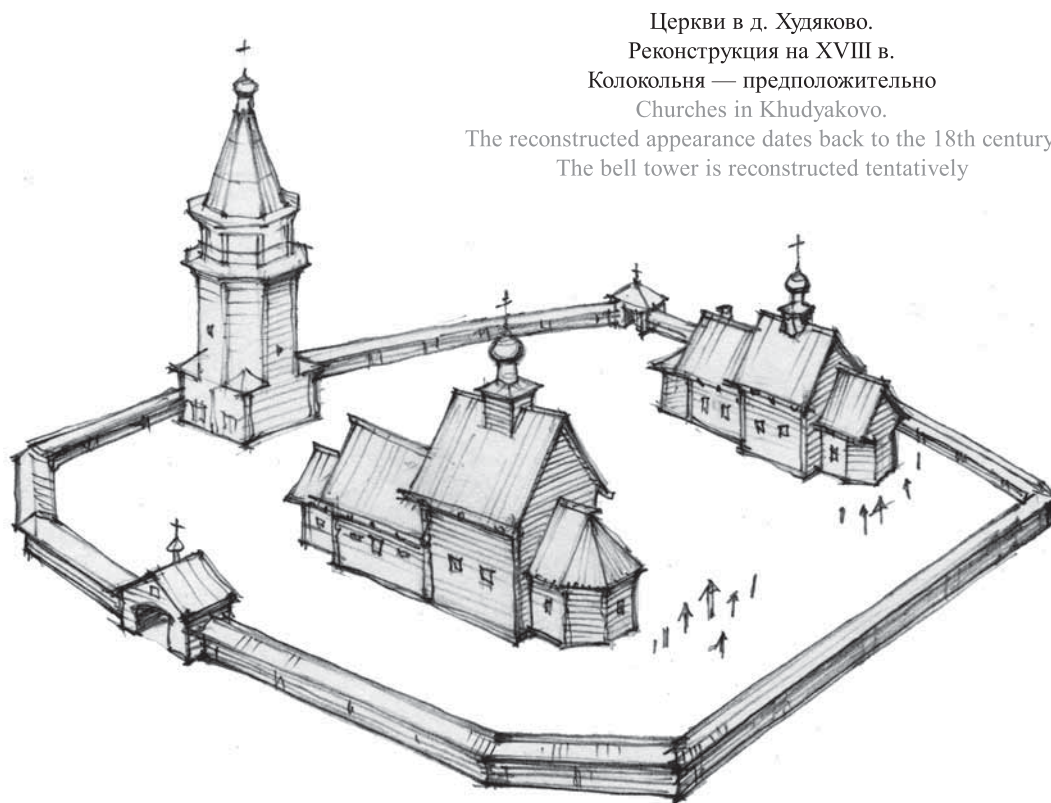 Церкви в д. Худяково.
Реконструкция на XVIII в.
Колокольня — предположительно
Churches in Khudyakovo.
The reconstructed appearance dates back to the 18th century
The bell tower is reconstructed tentatively